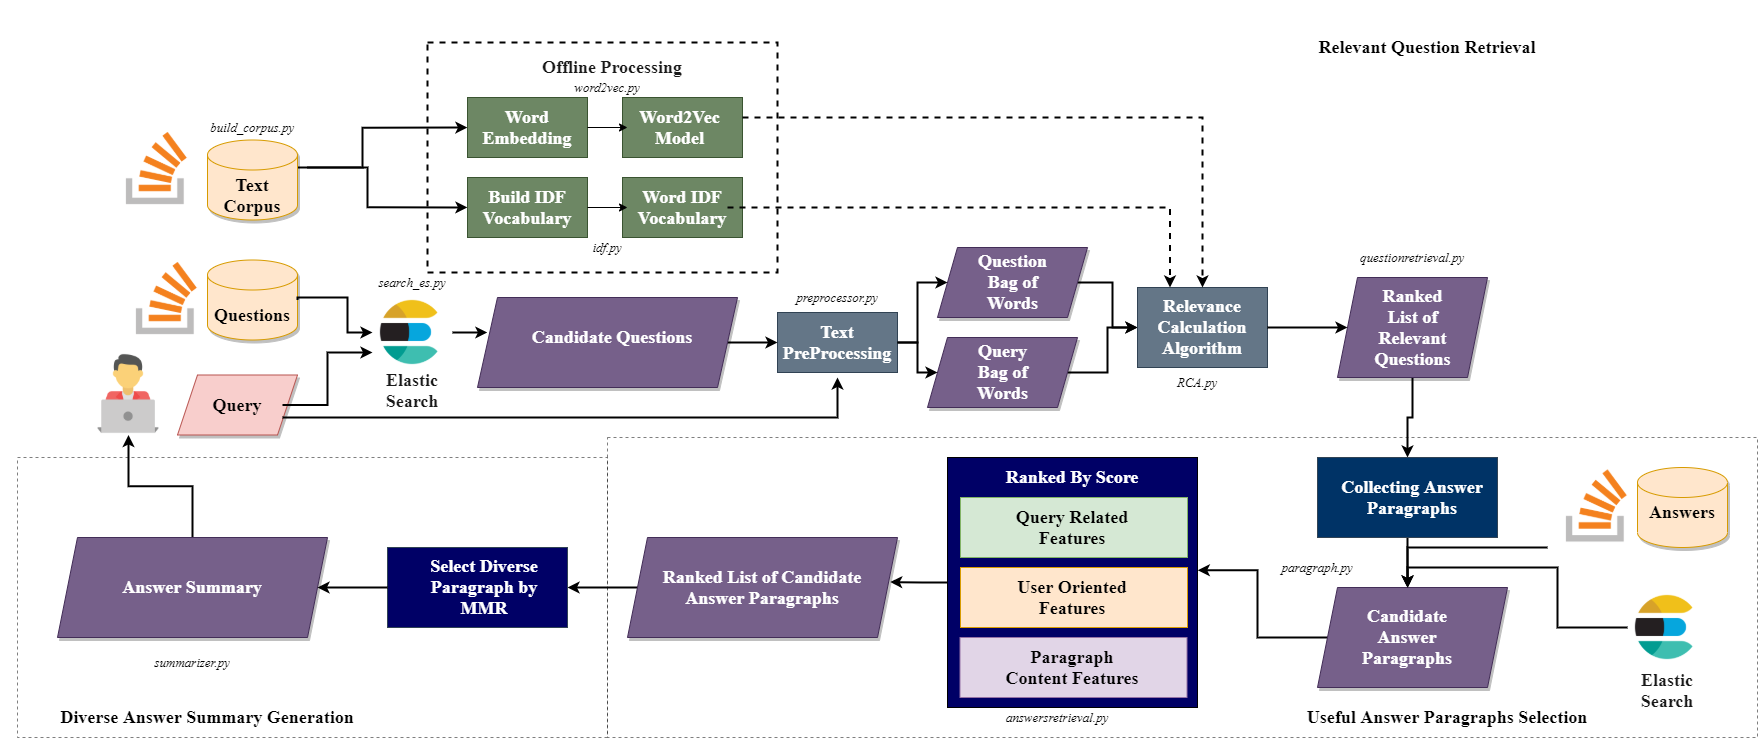 Relevant Question Retrieval
Offline Processing
word2vec.py
build_corpus.py
Word
Embedding
Word2Vec
Model
Text
Corpus
Build IDF
Vocabulary
Word IDF
Vocabulary
idf.py
Questions
search_es.py
Elastic
Search
Query
Candidate Questions
preprocessor.py
Text
PreProcessing
Question
Bag of
Words
Query
Bag of
Words
Relevance
Calculation
Algorithm
RCA.py
questionretrieval.py
Ranked
List of
Relevant
Questions
Collecting Answer
Paragraphs
Answers
paragraph.py
Elastic
Search
Candidate
Answer
Paragraphs
Useful Answer Paragraphs Selection
Ranked By Score
Query Related
Features
User Oriented
Features
Paragraph
Content Features
answersretrieval.py
Ranked List of Candidate
Answer Paragraphs
Select Diverse
Paragraph by
MMR
Answer Summary
summarizer.py
Diverse Answer Summary Generation